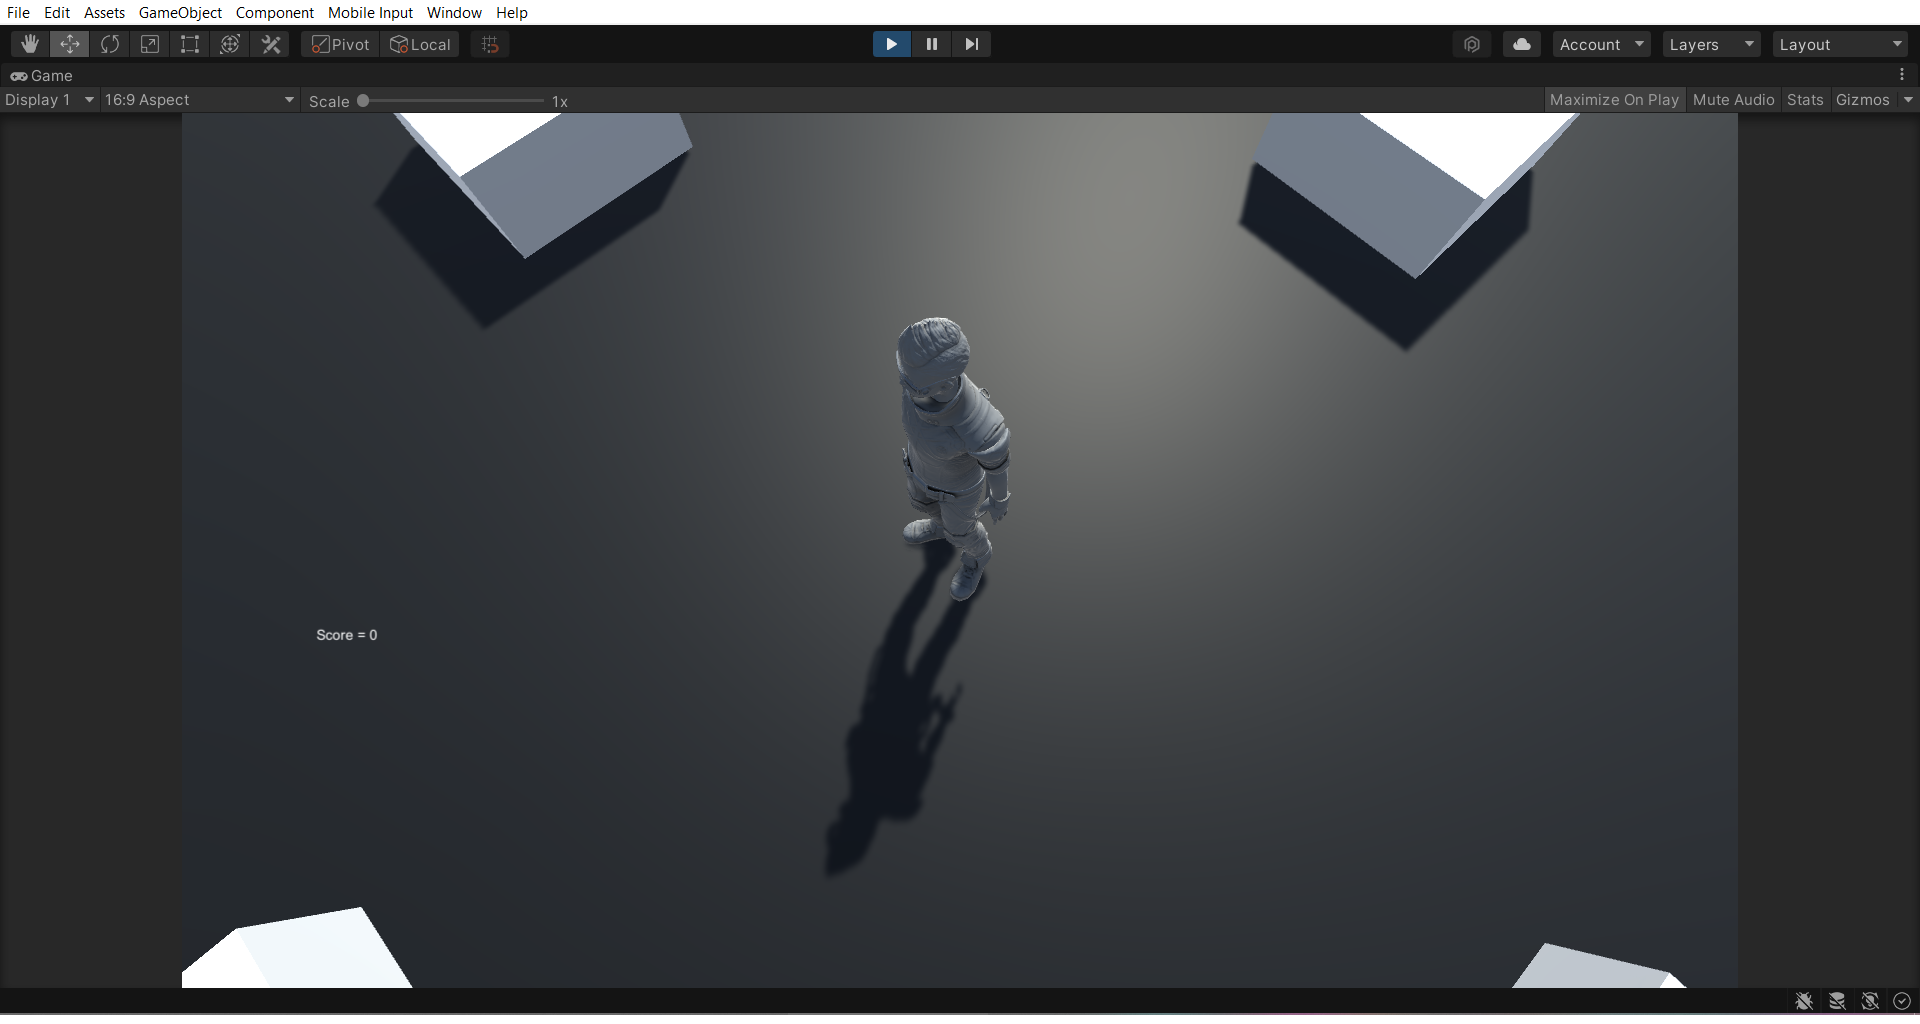 File Edit Assets GameObject Component Mobile Input Window Help
Pivot Local Account Layers Layout
Game
Display 1 16:9 Aspect Scale 1x Maximize On Play Mute Audio Stats Gizmos
Score = 0